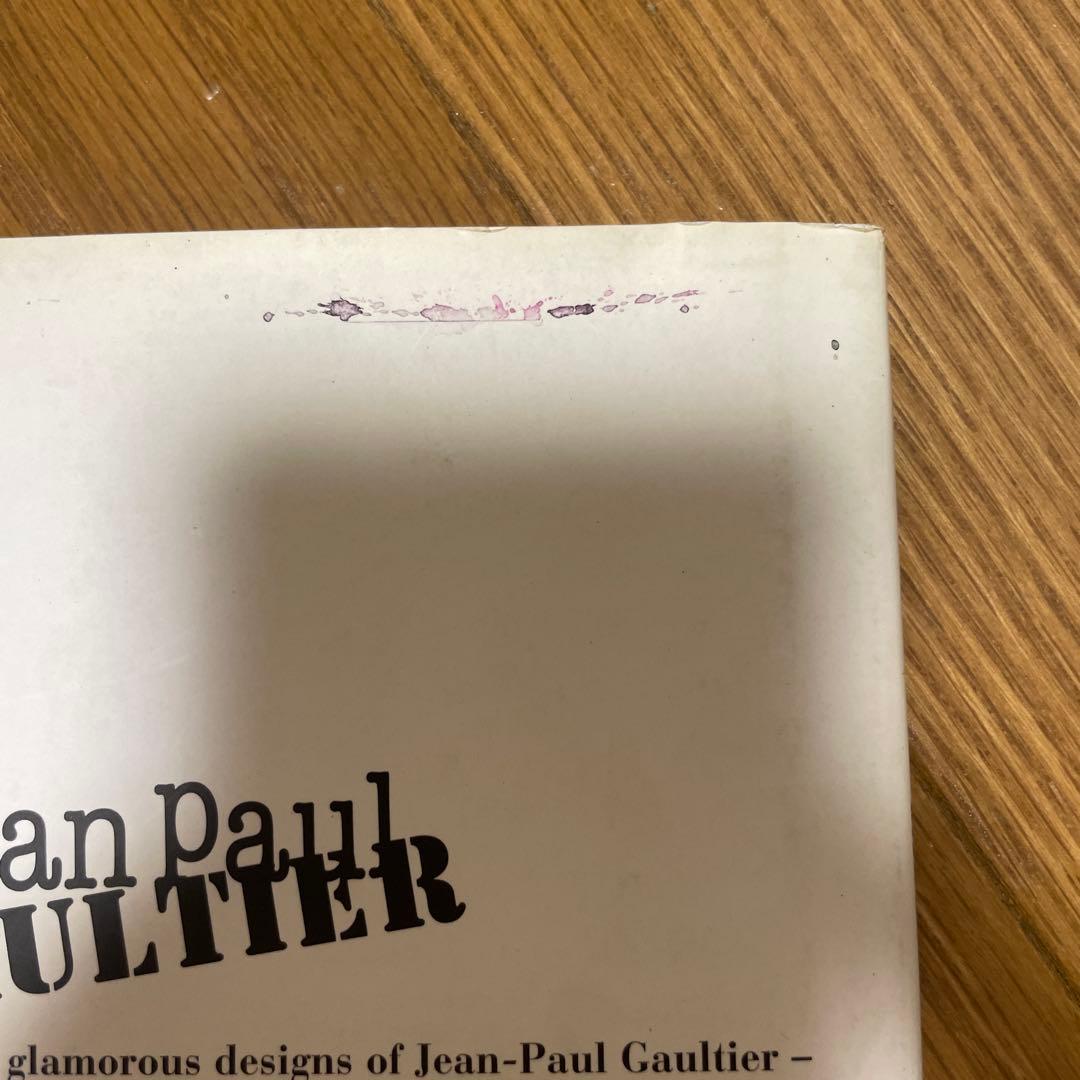 an paul
ULTIER
glamorous designs of Jean-Paul Gaultier –